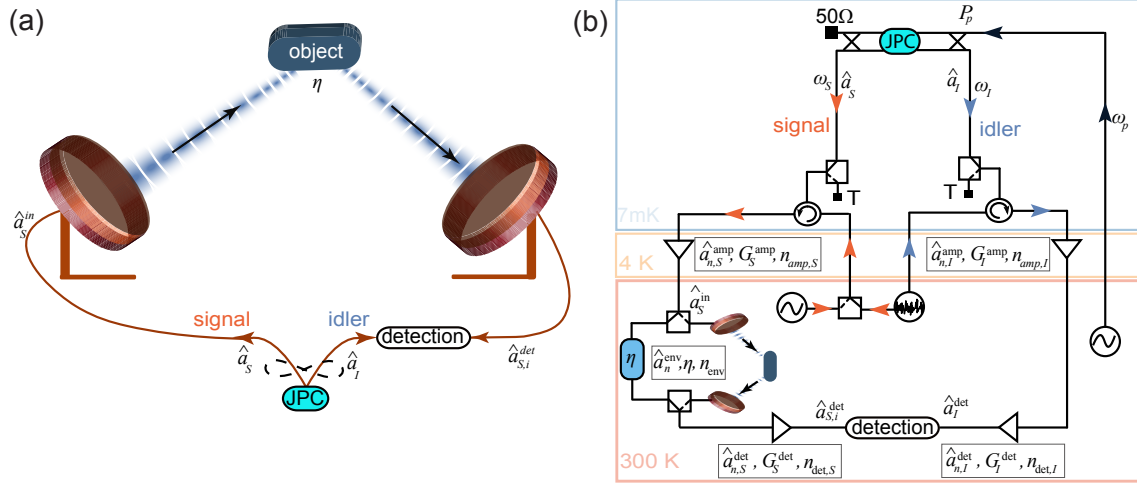 (a)
object
η
â_S^{in}
signal
idler
detection
â_S
â_I
â_{S,i}^{det}
JPC
(b)
50Ω
JPC
P_p
ω_S
â_S
â_I
ω_I
signal
idler
ω_p
T
T
7mK
â_{n,S}^{amp}, G_S^{amp}, n_{amp,S}
â_{n,I}^{amp}, G_I^{amp}, n_{amp,I}
4 K
â_S^{in}
η
â_n^{env}, η, n_{env}
â_{S,i}^{det}
detection
â_I^{det}
300 K
â_{n,S}^{det}, G_S^{det}, n_{det,S}
â_{n,I}^{det}, G_I^{det}, n_{det,I}